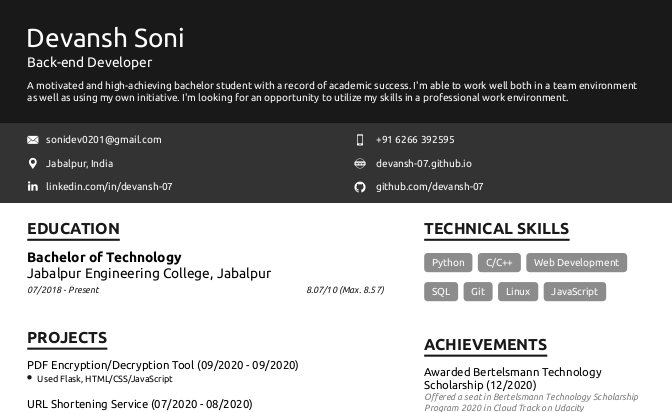 Devansh Soni
Back-end Developer
A motivated and high-achieving bachelor student with a record of academic success. I'm able to work well both in a team environment
as well as using my own initiative. I'm looking for an opportunity to utilize my skills in a professional work environment.
sonidev0201@gmail.com
+91 6266 392595
Jabalpur, India
devansh-07.github.io
linkedin.com/in/devansh-07
github.com/devansh-07
EDUCATION
Bachelor of Technology
Jabalpur Engineering College, Jabalpur
07/2018 - Present
8.07/10 (Max. 8.57)
PROJECTS
PDF Encryption/Decryption Tool (09/2020 - 09/2020)
Used Flask, HTML/CSS/JavaScript
URL Shortening Service (07/2020 - 08/2020)
TECHNICAL SKILLS
Python C/C++ Web Development
SQL Git Linux JavaScript
ACHIEVEMENTS
Awarded Bertelsmann Technology
Scholarship (12/2020)
Offered a seat in Bertelsmann Technology Scholarship
Program 2020 in Cloud Track on Udacity